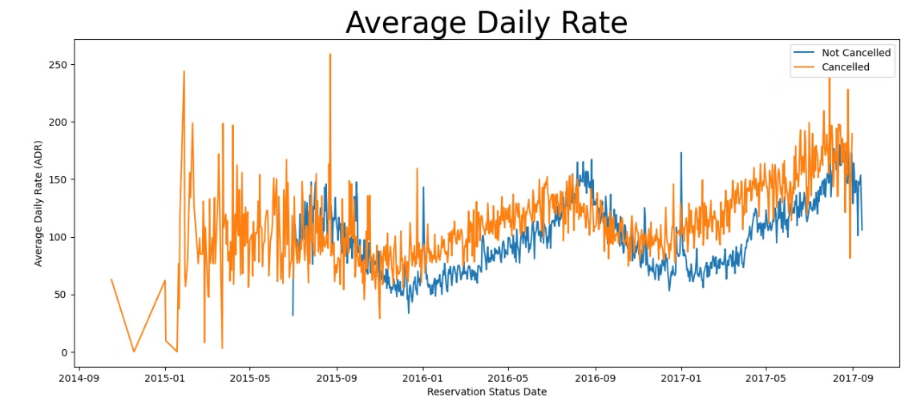 Average Daily Rate
Not Cancelled
Cancelled
250
200
150
100
50
0
Average Daily Rate (ADR)
2014-09 2015-01 2015-05 2015-09 2016-01 2016-05 2016-09 2017-01 2017-05 2017-09
Reservation Status Date